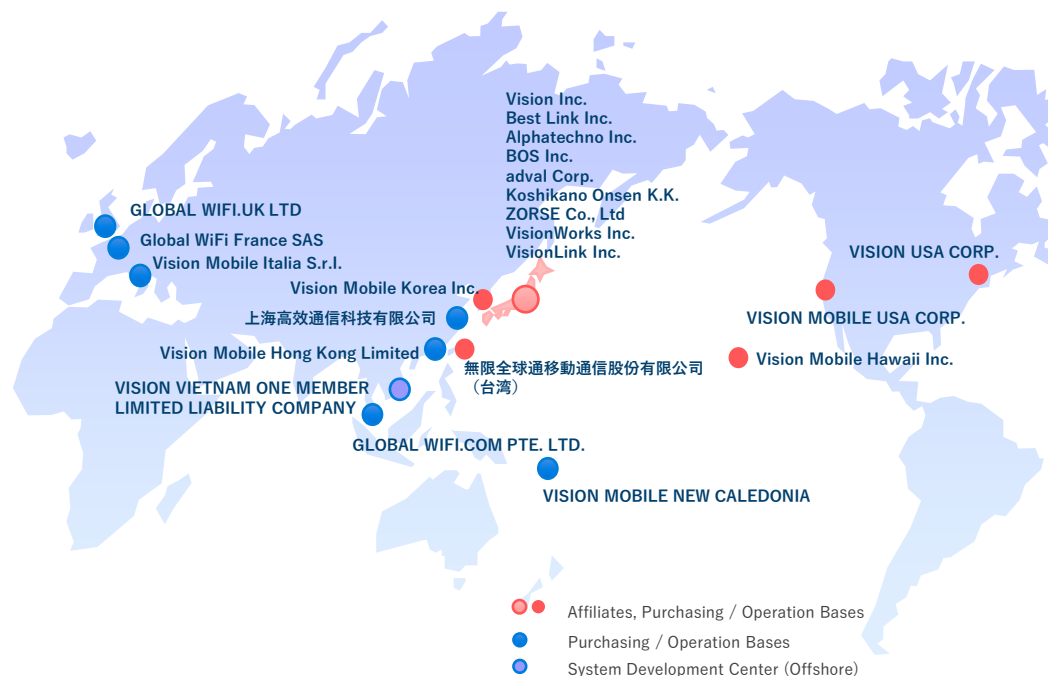 Vision Inc.
Best Link Inc.
Alphatechno Inc.
BOS Inc.
adval Corp.
Koshikano Onsen K.K.
ZORSE Co., Ltd
VisionWorks Inc.
VisionLink Inc.
GLOBAL WIFI.UK LTD
Global WiFi France SAS
Vision Mobile Italia S.r.l.
VISION USA CORP.
Vision Mobile Korea Inc.
上海高效通信科技有限公司
VISION MOBILE USA CORP.
Vision Mobile Hong Kong Limited
Vision Mobile Hawaii Inc.
無限全球通移動通信股份有限公司
（台湾）
VISION VIETNAM ONE MEMBER
LIMITED LIABILITY COMPANY
GLOBAL WIFI.COM PTE. LTD.
VISION MOBILE NEW CALEDONIA
Affiliates, Purchasing / Operation Bases
Purchasing / Operation Bases
System Development Center (Offshore)